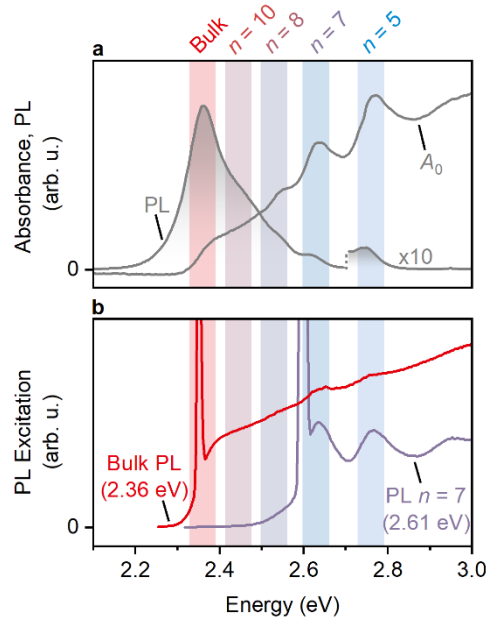 Bulk
n = 10
n = 8
n = 7
n = 5
a
Absorbance, PL
(arb. u.)
PL
A₀
x10
0
b
PL Excitation
(arb. u.)
Bulk PL
(2.36 eV)
PL n = 7
(2.61 eV)
0
2.2
2.4
2.6
2.8
3.0
Energy (eV)